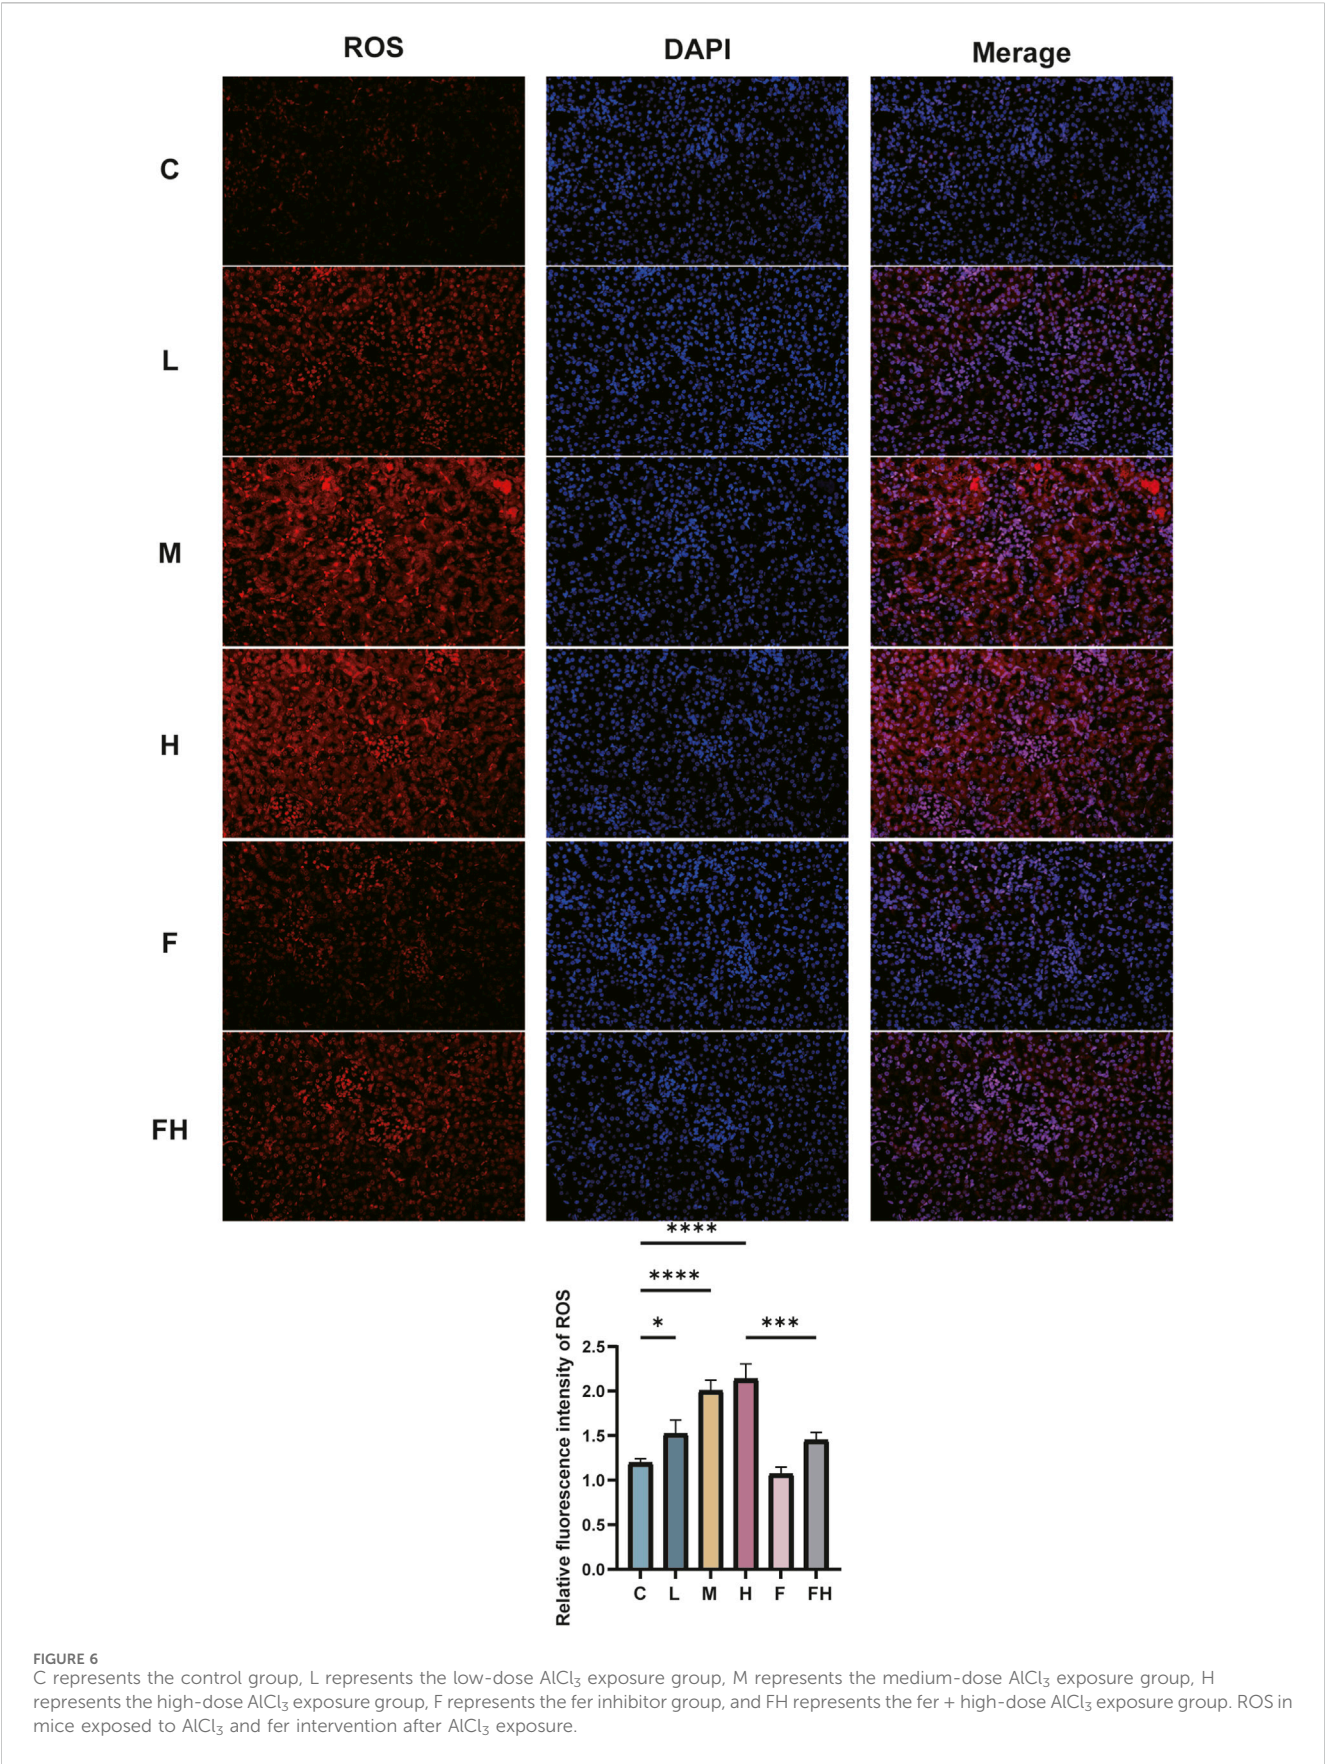 ROS DAPI Merage
C
L
M
H
F
FH
****
****
* ***
Relative fluorescence intensity of ROS
2.5
2.0
1.5
1.0
0.5
0.0
C L M H F FH
FIGURE 6
C represents the control group, L represents the low-dose AlCl₃ exposure group, M represents the medium-dose AlCl₃ exposure group, H
represents the high-dose AlCl₃ exposure group, F represents the fer inhibitor group, and FH represents the fer + high-dose AlCl₃ exposure group. ROS in
mice exposed to AlCl₃ and fer intervention after AlCl₃ exposure.